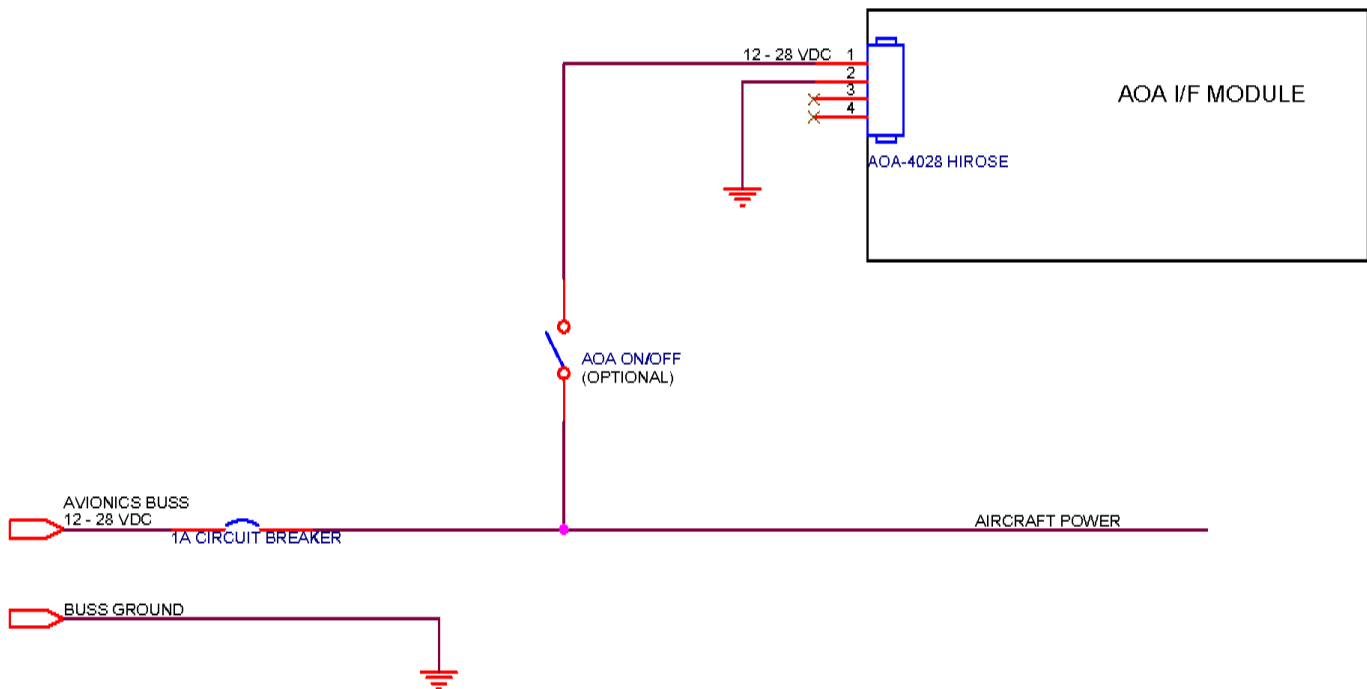 12 - 28 VDC
1
2
3
4
AOA I/F MODULE
AOA-4028 HIROSE
AOA ON/OFF
(OPTIONAL)
AVIONICS BUSS
12 - 28 VDC
1A CIRCUIT BREAKER
AIRCRAFT POWER
BUSS GROUND